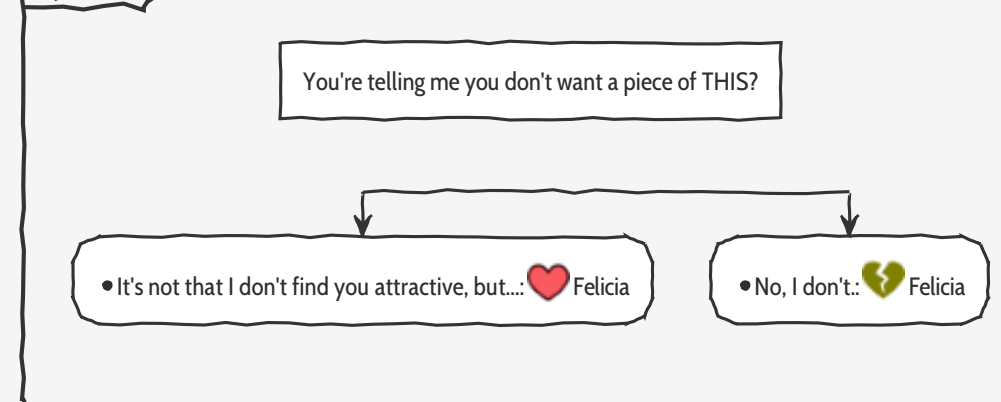 You're telling me you don't want a piece of THIS?
•It's not that I don't find you attractive, but...: Felicia
•No, I don't.: Felicia